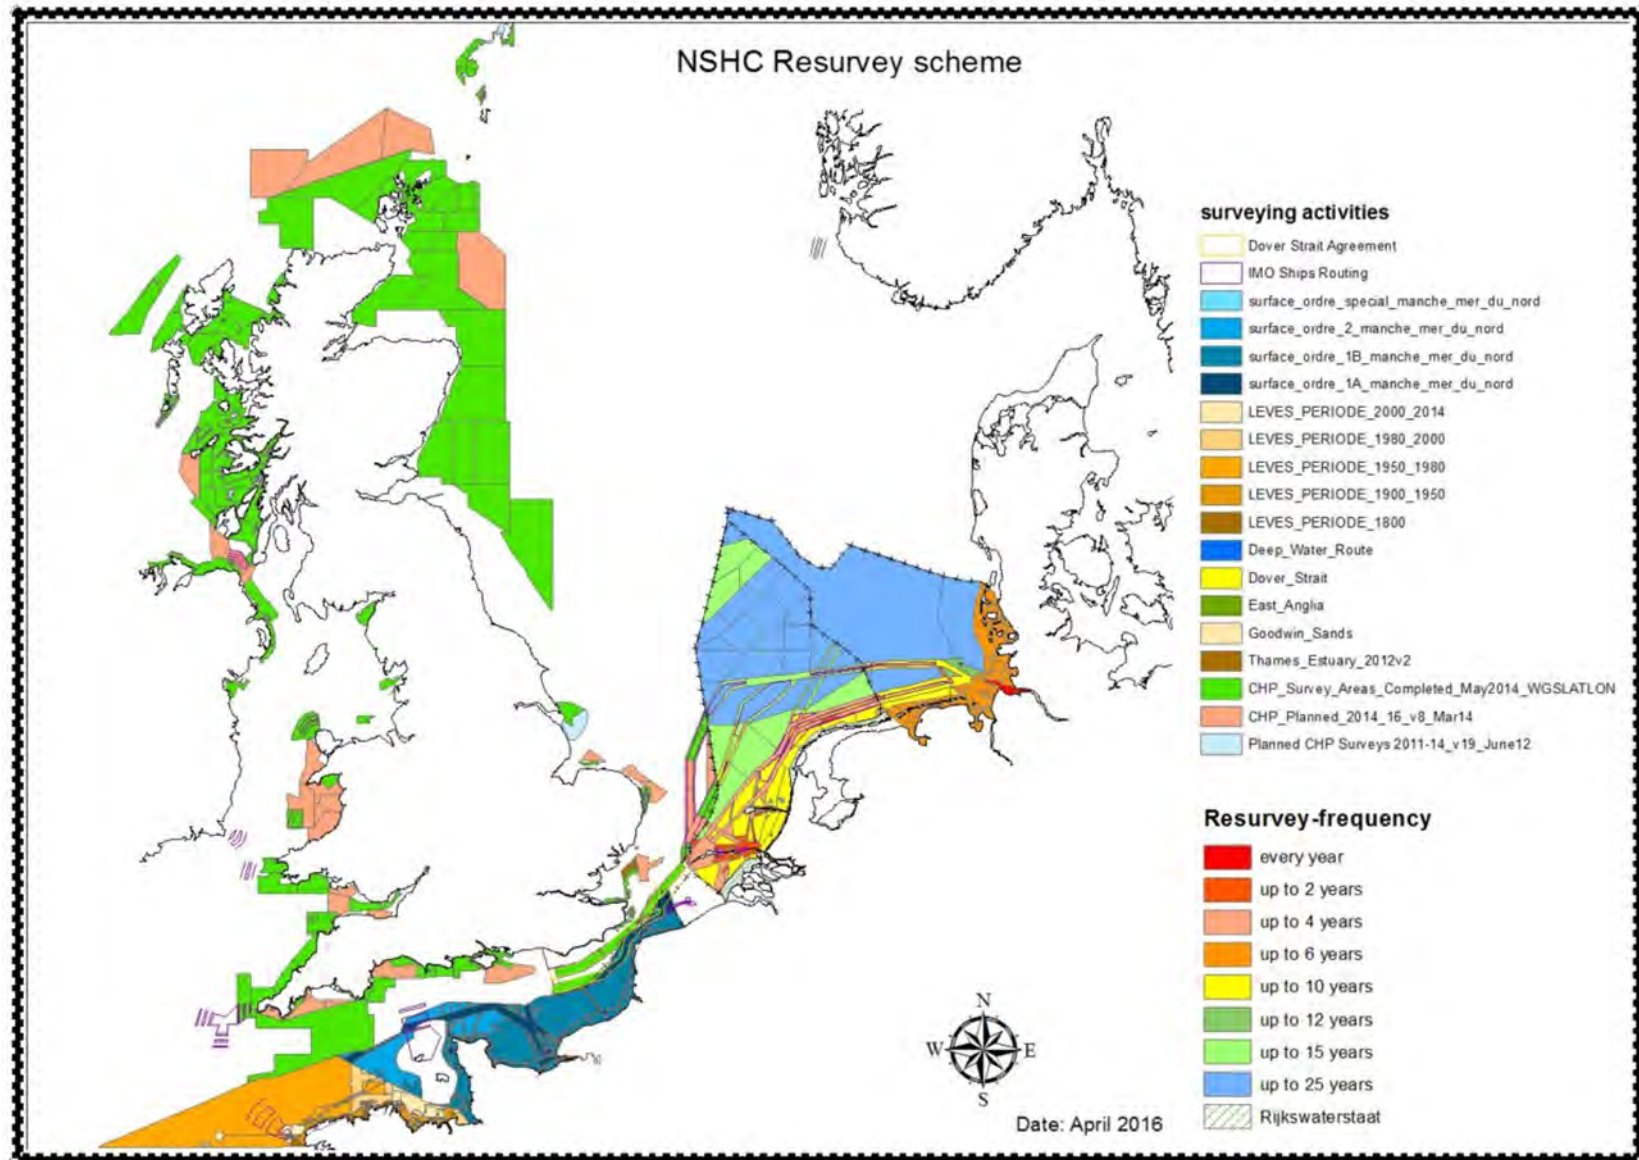 NSHC Resurvey scheme
surveying activities
Dover Strait Agreement
IMO Ships Routing
surface_ordre_special_manche_mer_du_nord
surface_ordre_2_manche_mer_du_nord
surface_ordre_1B_manche_mer_du_nord
surface_ordre_1A_manche_mer_du_nord
LEVES_PERIODE_2000_2014
LEVES_PERIODE_1980_2000
LEVES_PERIODE_1950_1980
LEVES_PERIODE_1900_1950
LEVES_PERIODE_1800
Deep_Water_Route
Dover_Strait
East_Anglia
Goodwin_Sands
Thames_Estuary_2012v2
CHP_Survey_Areas_Completed_May2014_WGSLATLON
CHP_Planned_2014_16_v8_Mar14
Planned CHP Surveys 2011-14_v19_June12
Resurvey-frequency
every year
up to 2 years
up to 4 years
up to 6 years
up to 10 years
up to 12 years
up to 15 years
up to 25 years
Rijkswaterstaat
N
W E
S
Date: April 2016